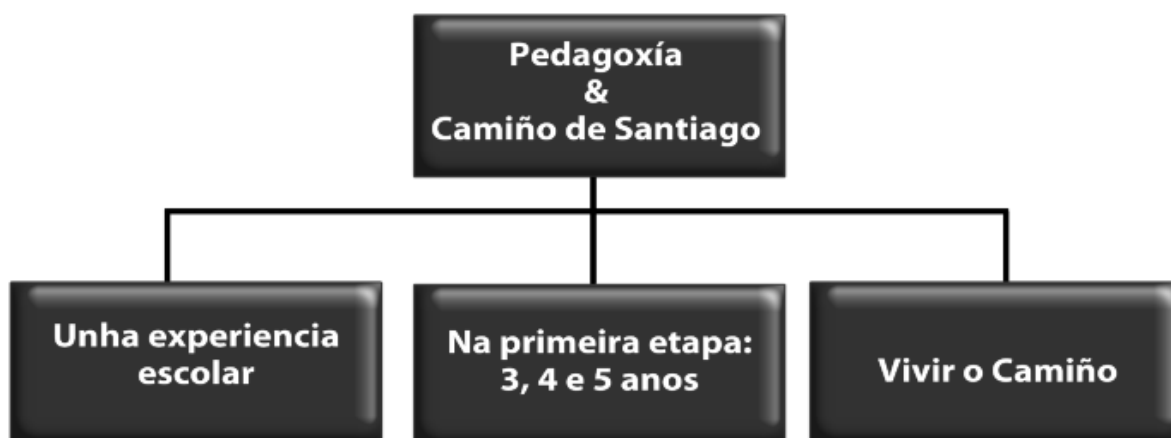 Pedagoxía
&
Camiño de Santiago
Unha experiencia
escolar
Na primeira etapa:
3, 4 e 5 anos
Vivir o Camiño